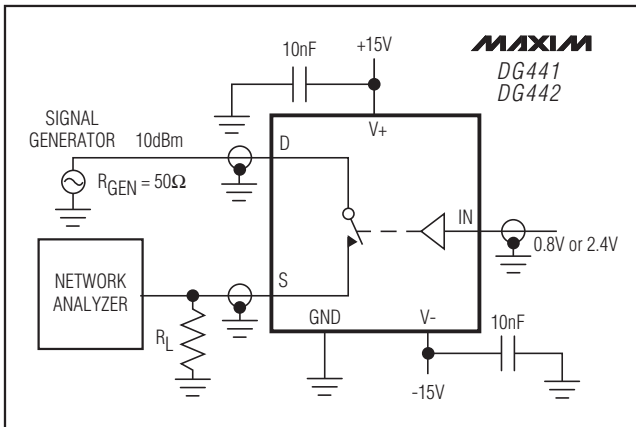 +15V
10nF
MAXIM
DG441
DG442
SIGNAL
GENERATOR
10dBm
D
V+
RGEN = 50Ω
IN
0.8V or 2.4V
NETWORK
ANALYZER
S
RL
GND
V-
10nF
-15V